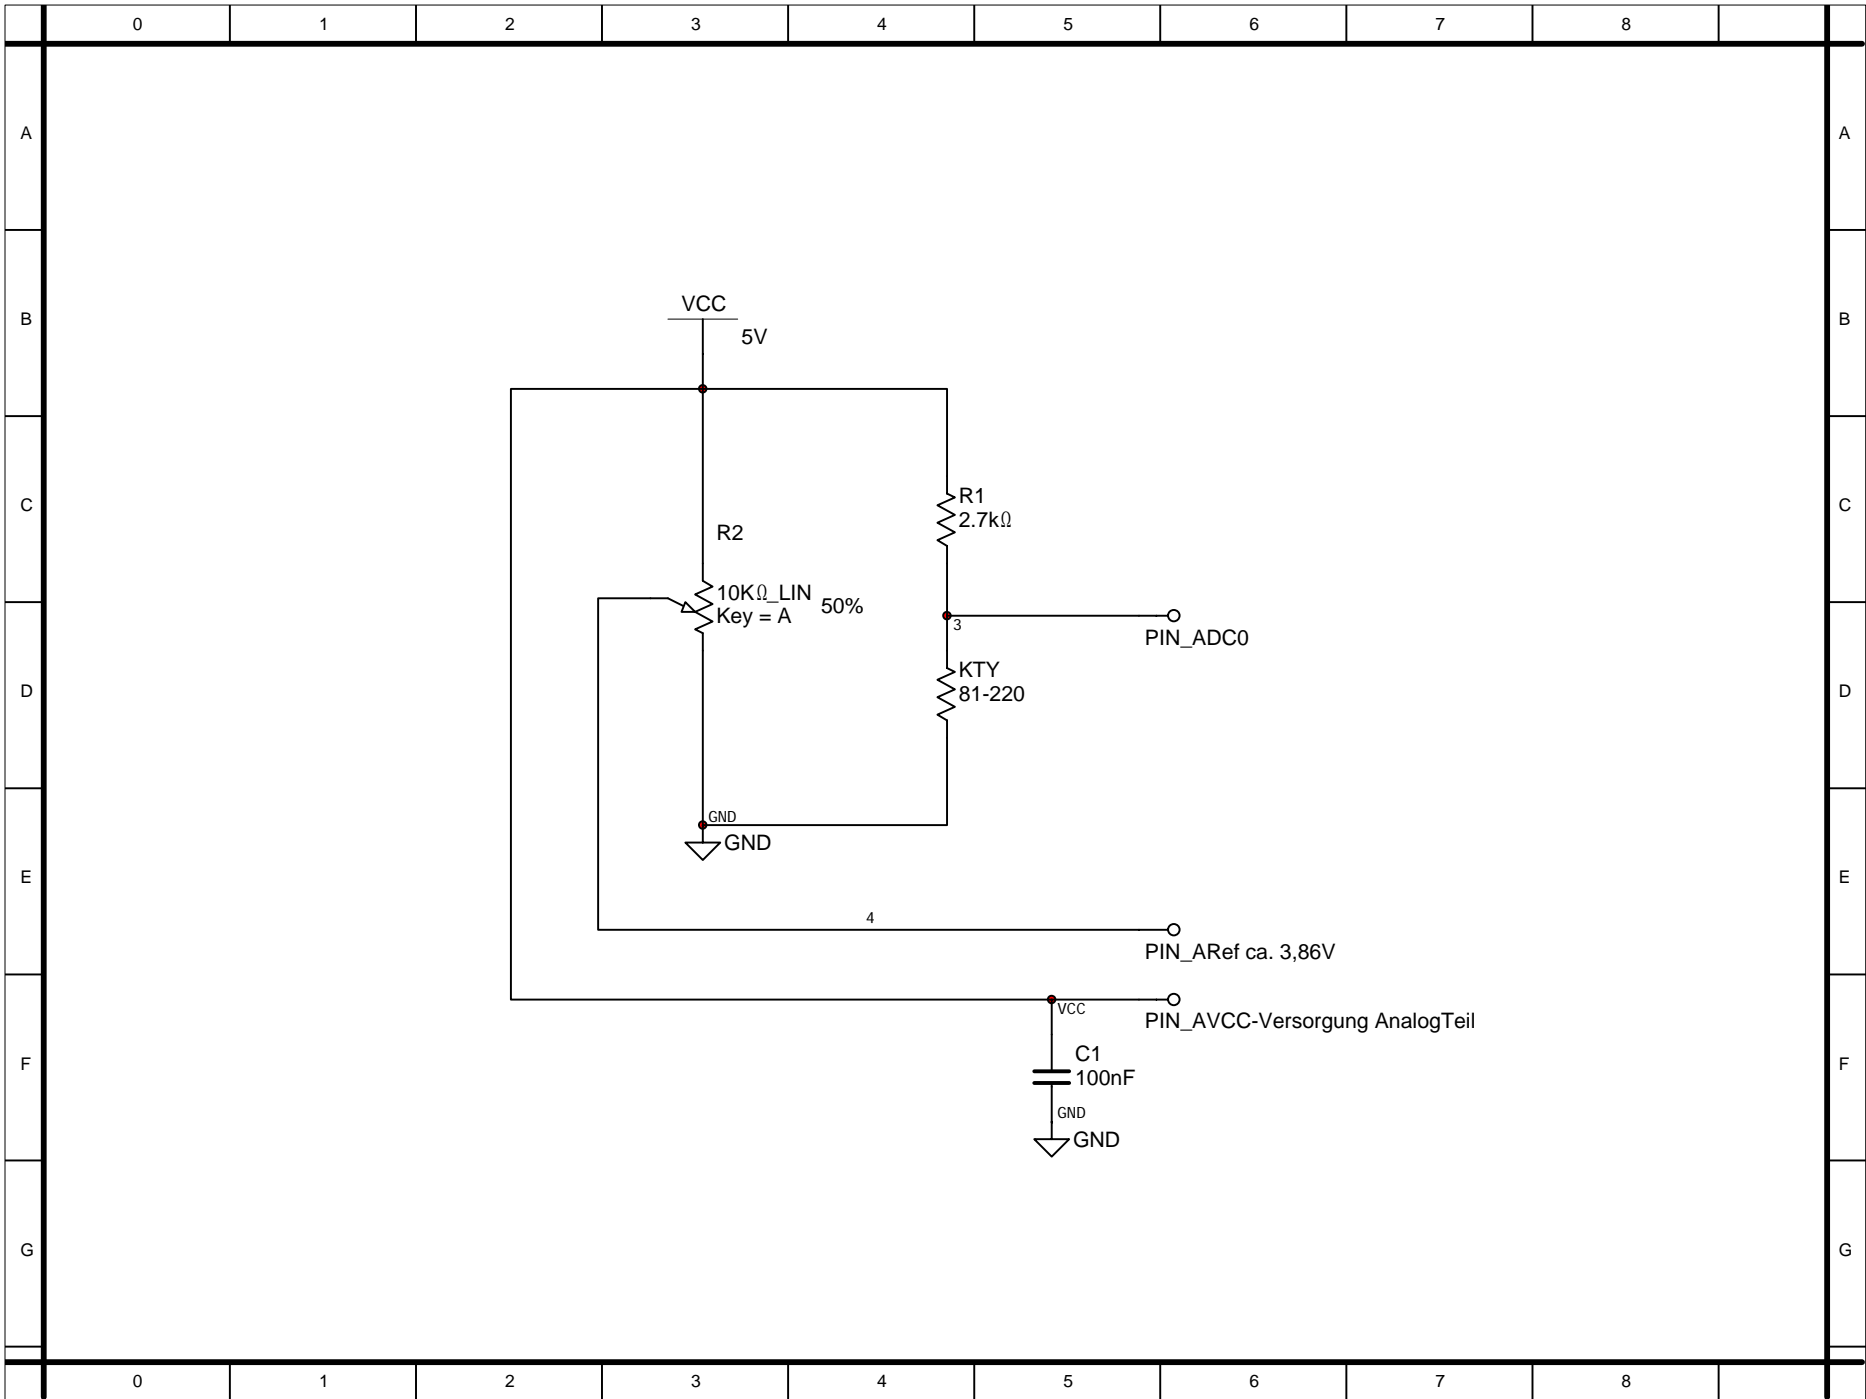 0 1 2 3 4 5 6 7 8
A A
B B
VCC
5V
C C
R1
2.7kΩ
R2
10KΩ_LIN
Key = A
50%
3
PIN_ADC0
KTY
81-220
D D
GND
GND
E E
4
PIN_ARef ca. 3,86V
VCC
PIN_AVCC-Versorgung AnalogTeil
C1
100nF
F F
GND
GND
G G
0 1 2 3 4 5 6 7 8